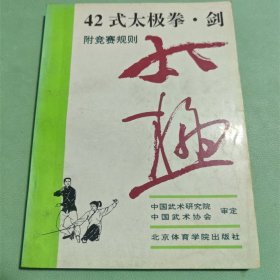 42式太极拳·剑
附竞赛规则
太极
中国武术研究院
中国武术协会
审定
北京体育学院出版社